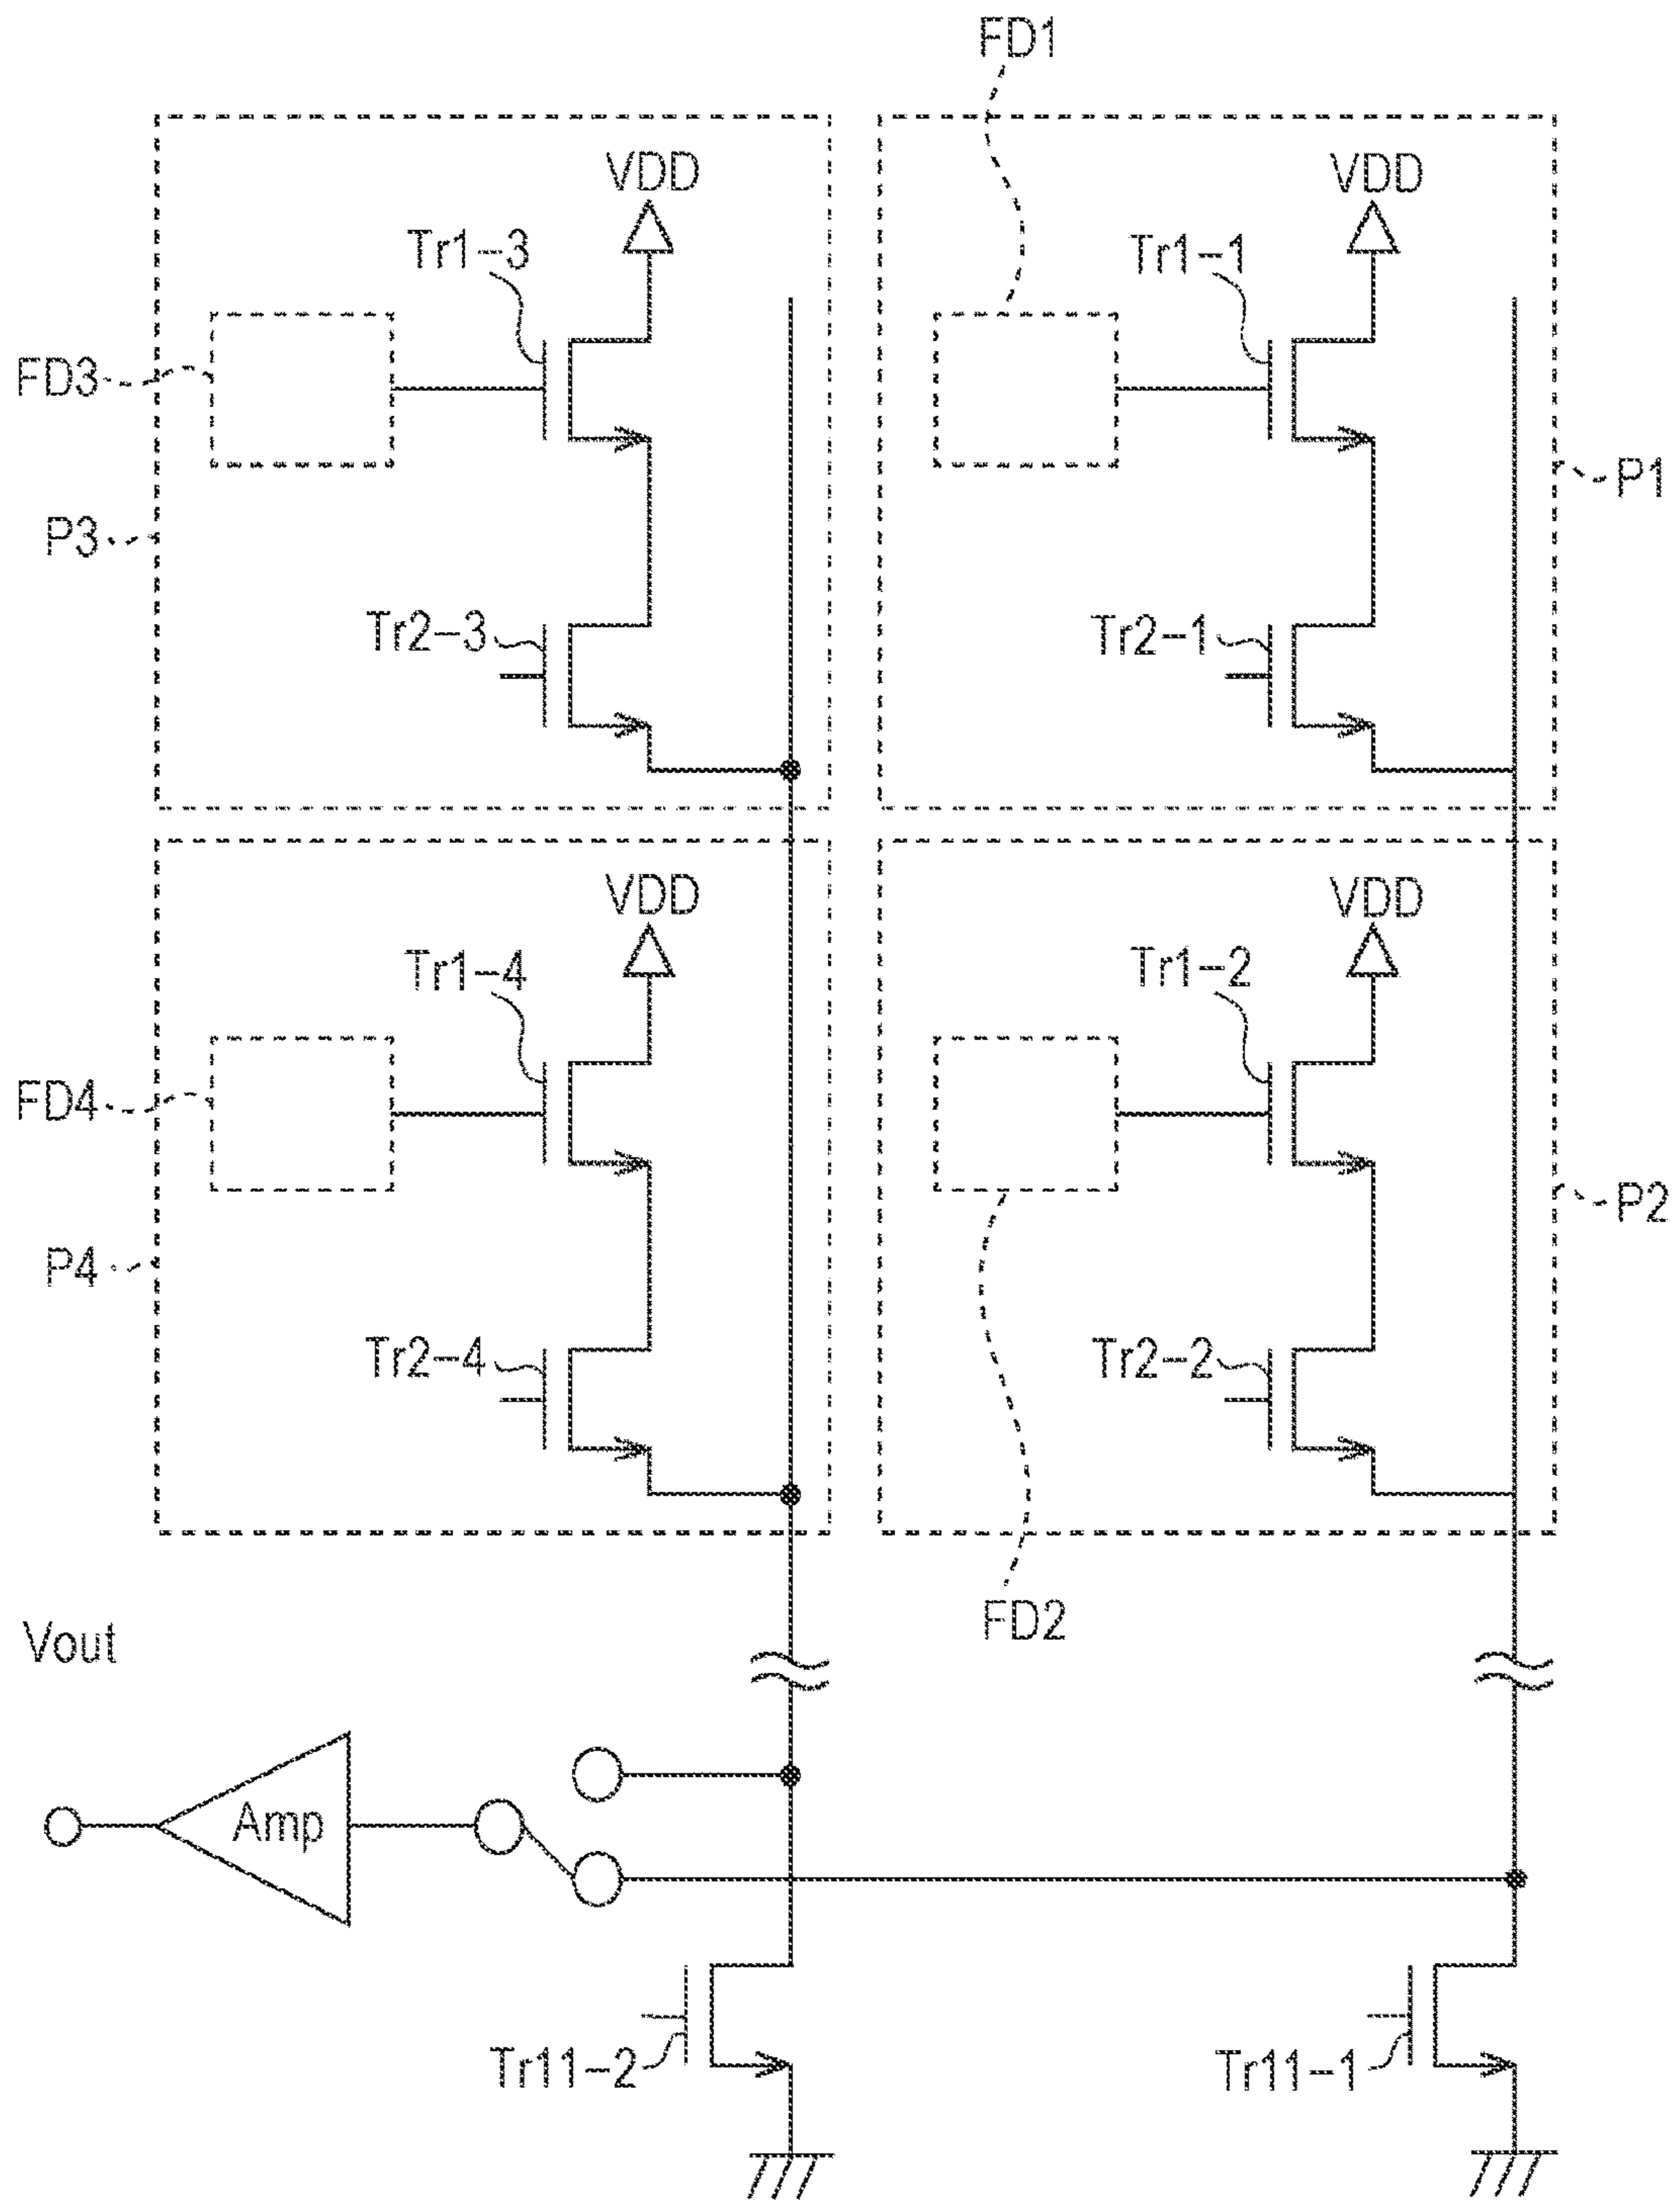 FD1
VDD
VDD
Tr1-3
Tr1-1
FD3
P1
P3
Tr2-3
Tr2-1
VDD
VDD
Tr1-4
Tr1-2
FD4
P2
P4
Tr2-4
Tr2-2
FD2
Vout
Amp
Tr11-2
Tr11-1